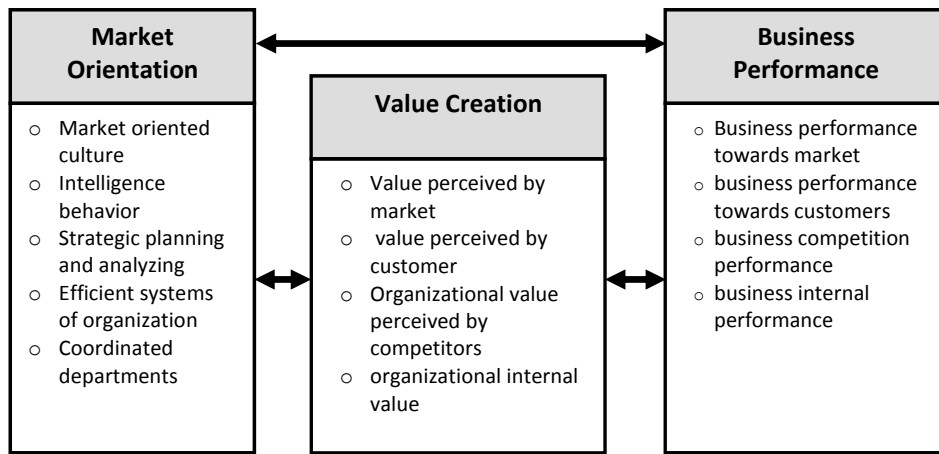 Market
Orientation
o Market oriented
culture
o Intelligence
behavior
o Strategic planning
and analyzing
o Efficient systems
of organization
o Coordinated
departments
Value Creation
o Value perceived by
market
o value perceived by
customer
o Organizational value
perceived by
competitors
o organizational internal
value
Business
Performance
o Business performance
towards market
o business performance
towards customers
o business competition
performance
o business internal
performance